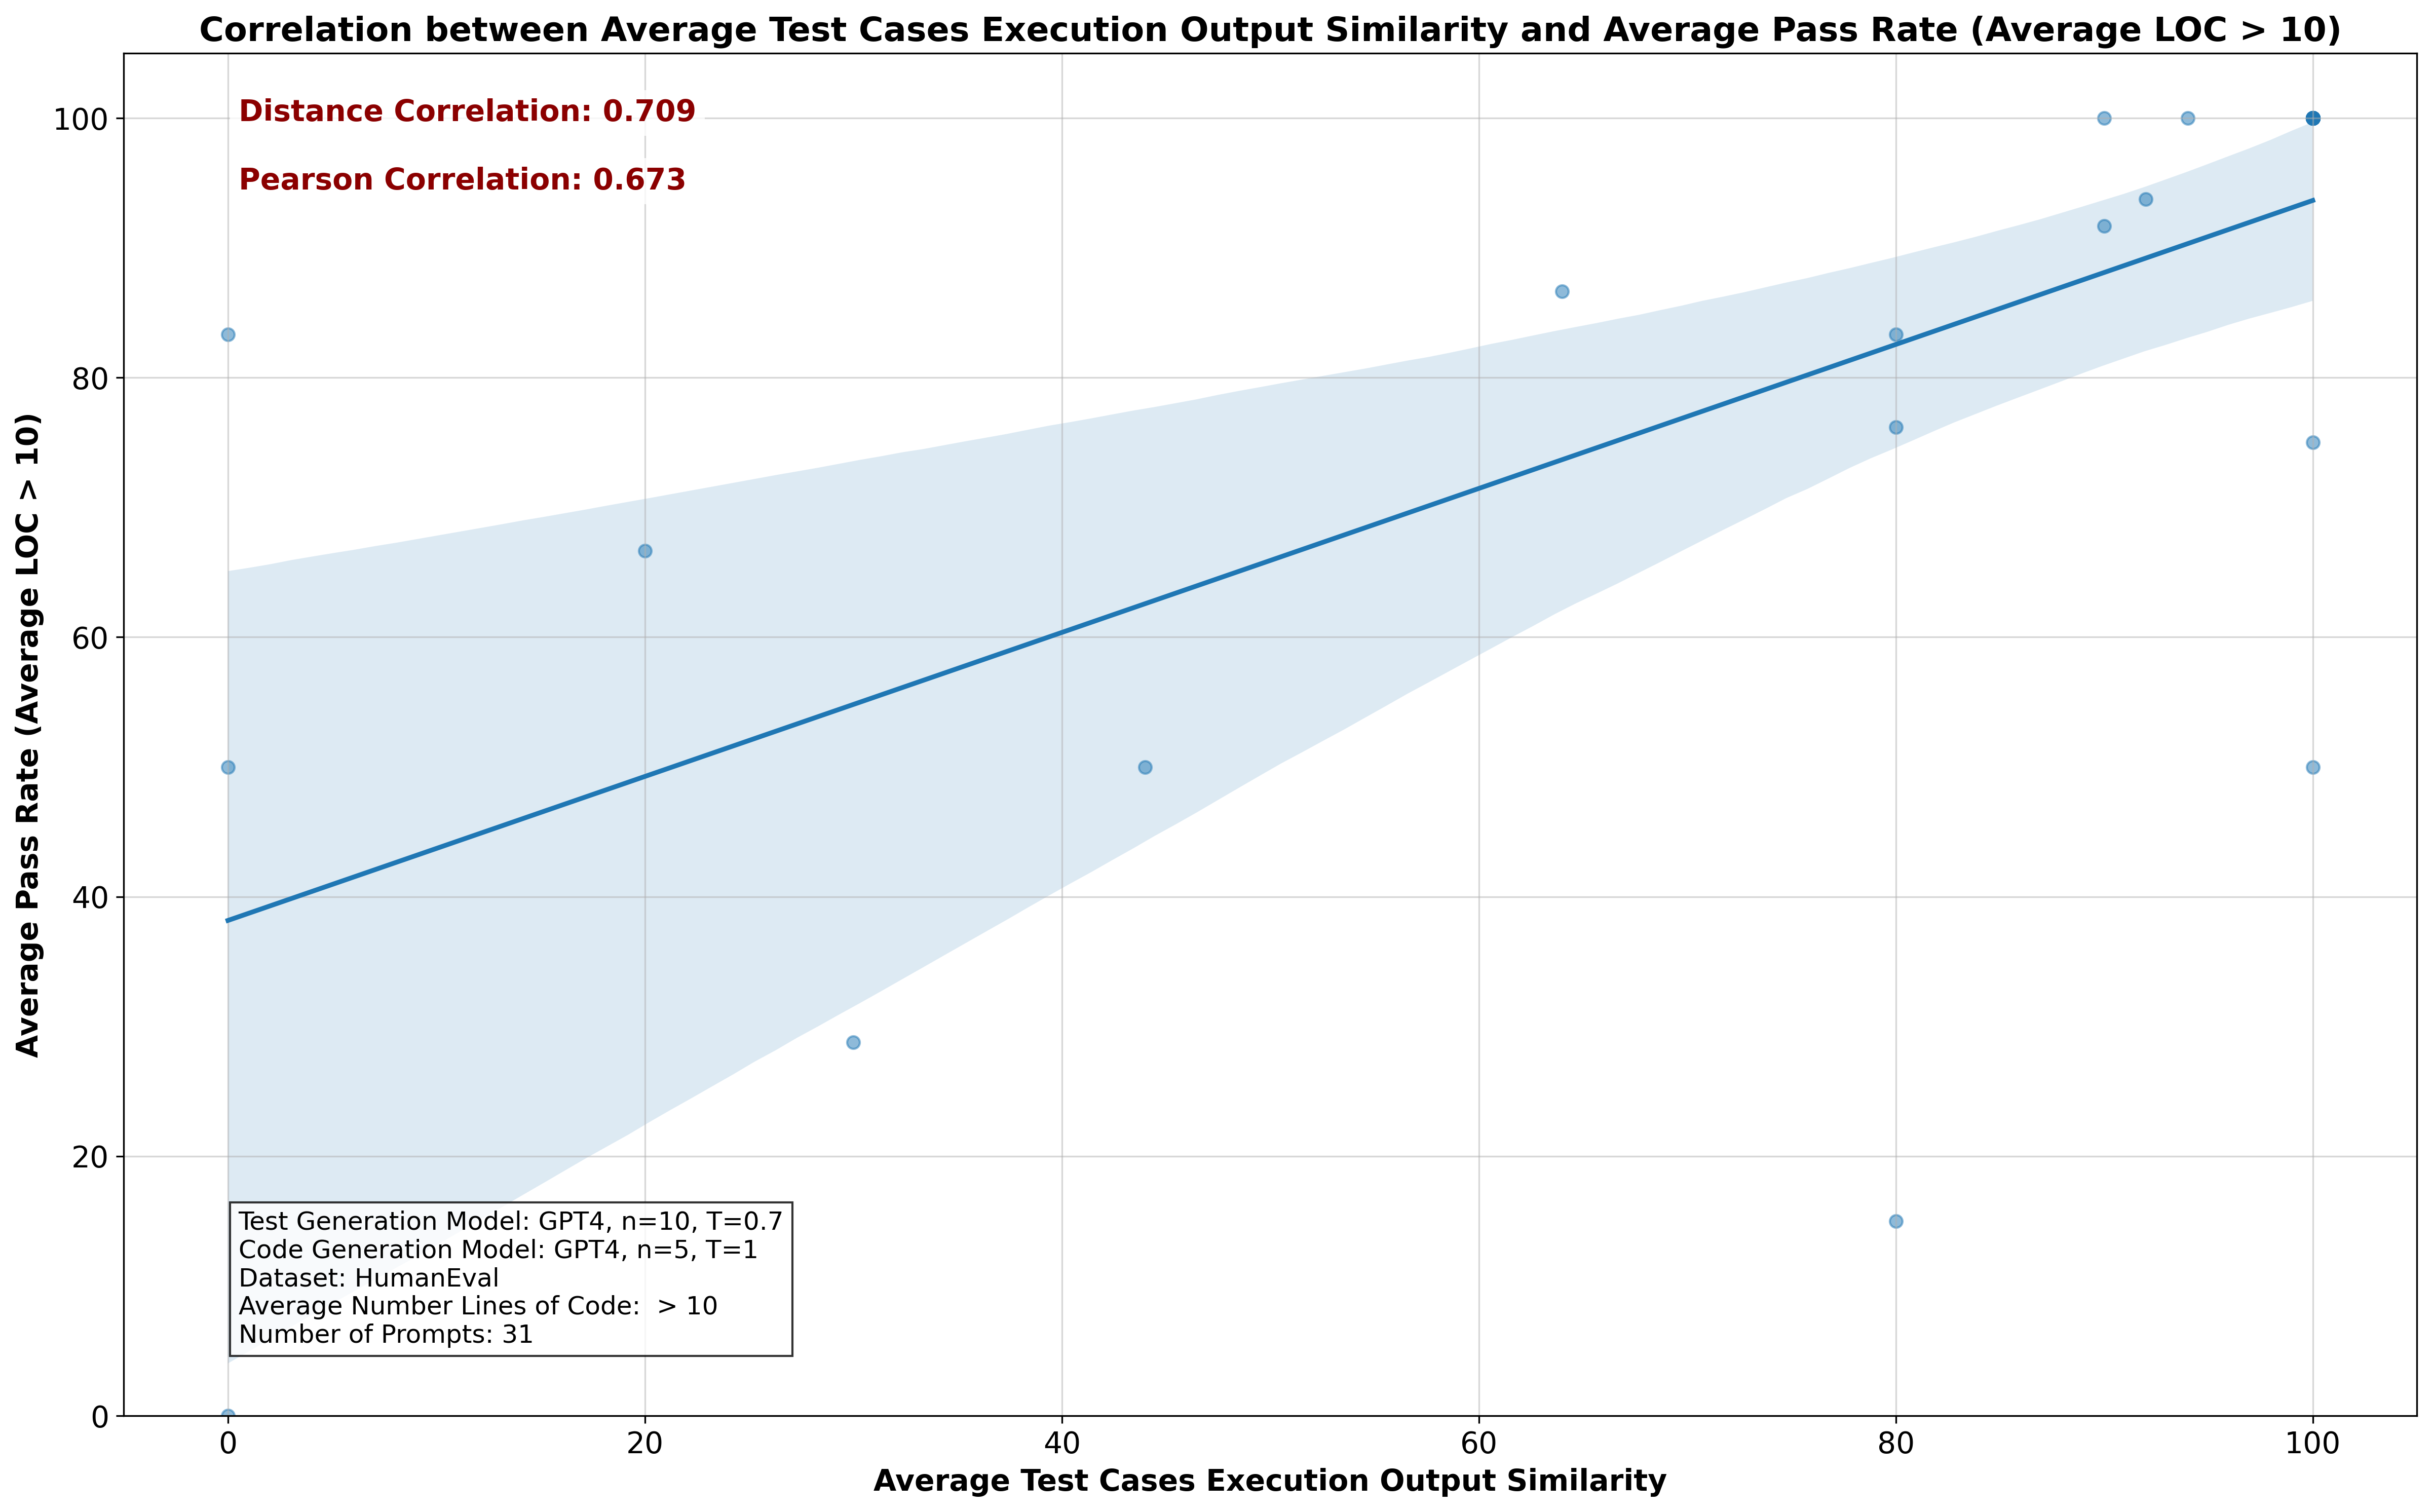 Correlation between Average Test Cases Execution Output Similarity and Average Pass Rate (Average LOC > 10)
Distance Correlation: 0.709
Pearson Correlation: 0.673
Average Pass Rate (Average LOC > 10)
100
80
60
40
20
0
Test Generation Model: GPT4, n=10, T=0.7
Code Generation Model: GPT4, n=5, T=1
Dataset: HumanEval
Average Number Lines of Code:  > 10
Number of Prompts: 31
0 20 40 60 80 100
Average Test Cases Execution Output Similarity